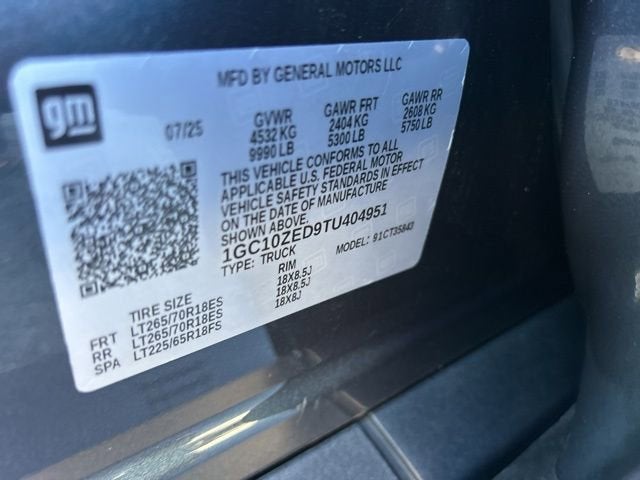 MFD BY GENERAL MOTORS LLC
gm
07/25
GVWR
4532 KG
9990 LB
GAWR FRT
2404 KG
5300 LB
GAWR RR
2608 KG
5750 LB
THIS VEHICLE CONFORMS TO ALL
APPLICABLE U.S. FEDERAL MOTOR
VEHICLE SAFETY STANDARDS IN EFFECT
ON THE DATE OF MANUFACTURE
SHOWN ABOVE.
1GC10ZED9TU404951
TYPE: TRUCK
MODEL: 91CT35843
TIRE SIZE RIM
FRT LT265/70R18ES 18X8.5J
RR LT265/70R18ES 18X8.5J
SPA LT225/65R18FS 18X8J